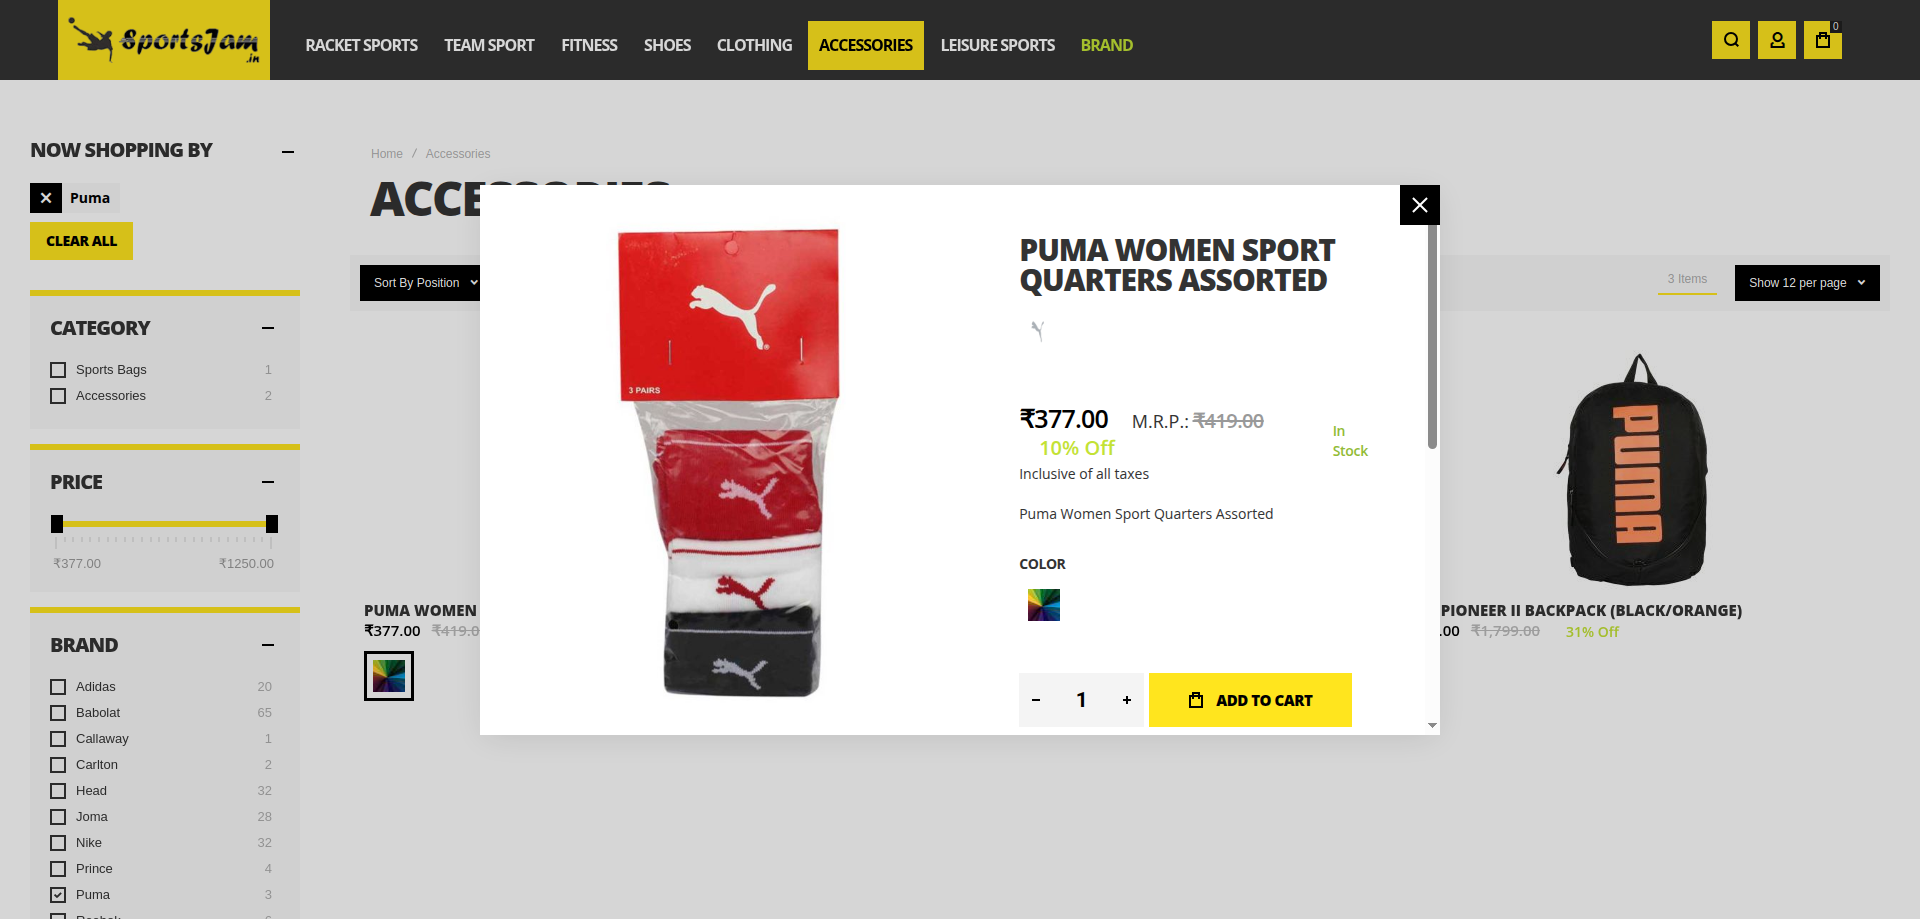 SportsJam
.in
RACKET SPORTS
TEAM SPORT
FITNESS
SHOES
CLOTHING
ACCESSORIES
LEISURE SPORTS
BRAND
0
NOW SHOPPING BY
Puma
CLEAR ALL
CATEGORY
Sports Bags 1
Accessories 2
PRICE
₹377.00 ₹1250.00
BRAND
Adidas 20
Babolat 65
Callaway 1
Carlton 2
Head 32
Joma 28
Nike 32
Prince 4
Puma 3
Home / Accessories
Sort By Position
3 Items
Show 12 per page
PUMA WOMEN
₹377.00
3 PAIRS
PUMA WOMEN SPORT
QUARTERS ASSORTED
₹377.00 M.R.P.: ₹419.00
10% Off
In
Stock
Inclusive of all taxes
Puma Women Sport Quarters Assorted
COLOR
1
ADD TO CART
PUMA
PIONEER II BACKPACK (BLACK/ORANGE)
.00 ₹1,799.00 31% Off